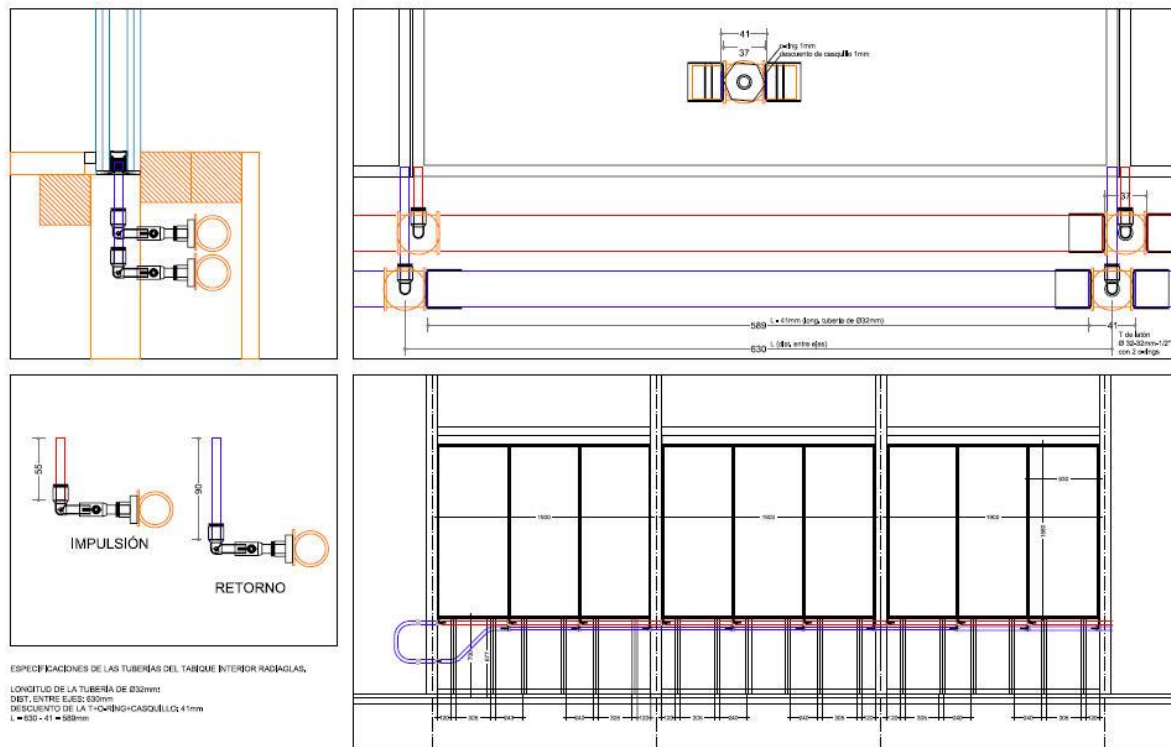 41
37
o-ring 1mm
descuento de casquillo 1mm
37
L - 41mm (long. tubería de Ø32mm)
589
41
L (dist. entre ejes)
630
T de latón
Ø 32-32mm-1/2"
con 2 o-rings
55
90
IMPULSIÓN
RETORNO
1900
1900
1900
630
ESPECIFICACIONES DE LAS TUBERÍAS DEL TABIQUE INTERIOR RADIAGLAS.
LONGITUD DE LA TUBERÍA DE Ø32mm:
DIST. ENTRE EJES: 630mm
DESCUENTO DE LA T+O-RING+CASQUILLO: 41mm
L = 630 - 41 = 589mm